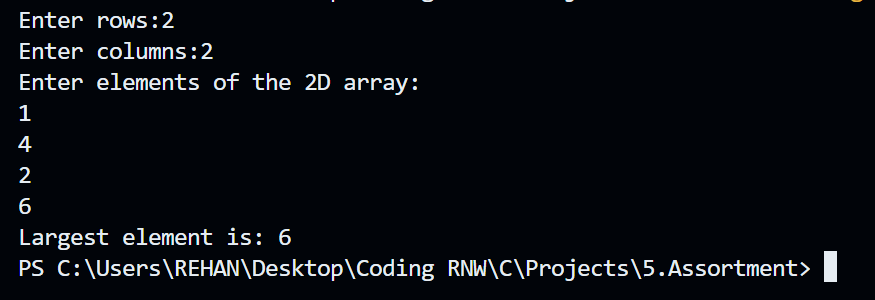 Enter rows:2
Enter columns:2
Enter elements of the 2D array:
1
4
2
6
Largest element is: 6
PS C:\Users\REHAN\Desktop\Coding RNW\C\Projects\5.Assortment>